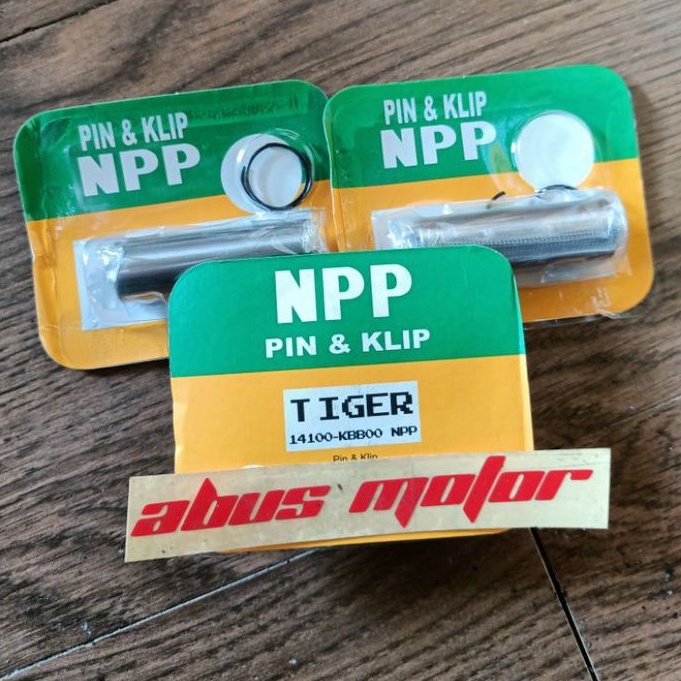 PIN & KLIP
NPP
PIN & KLIP
NPP
NPP
PIN & KLIP
TIGER
14100-KBB00 NPP
Pin & Klip
abus motor